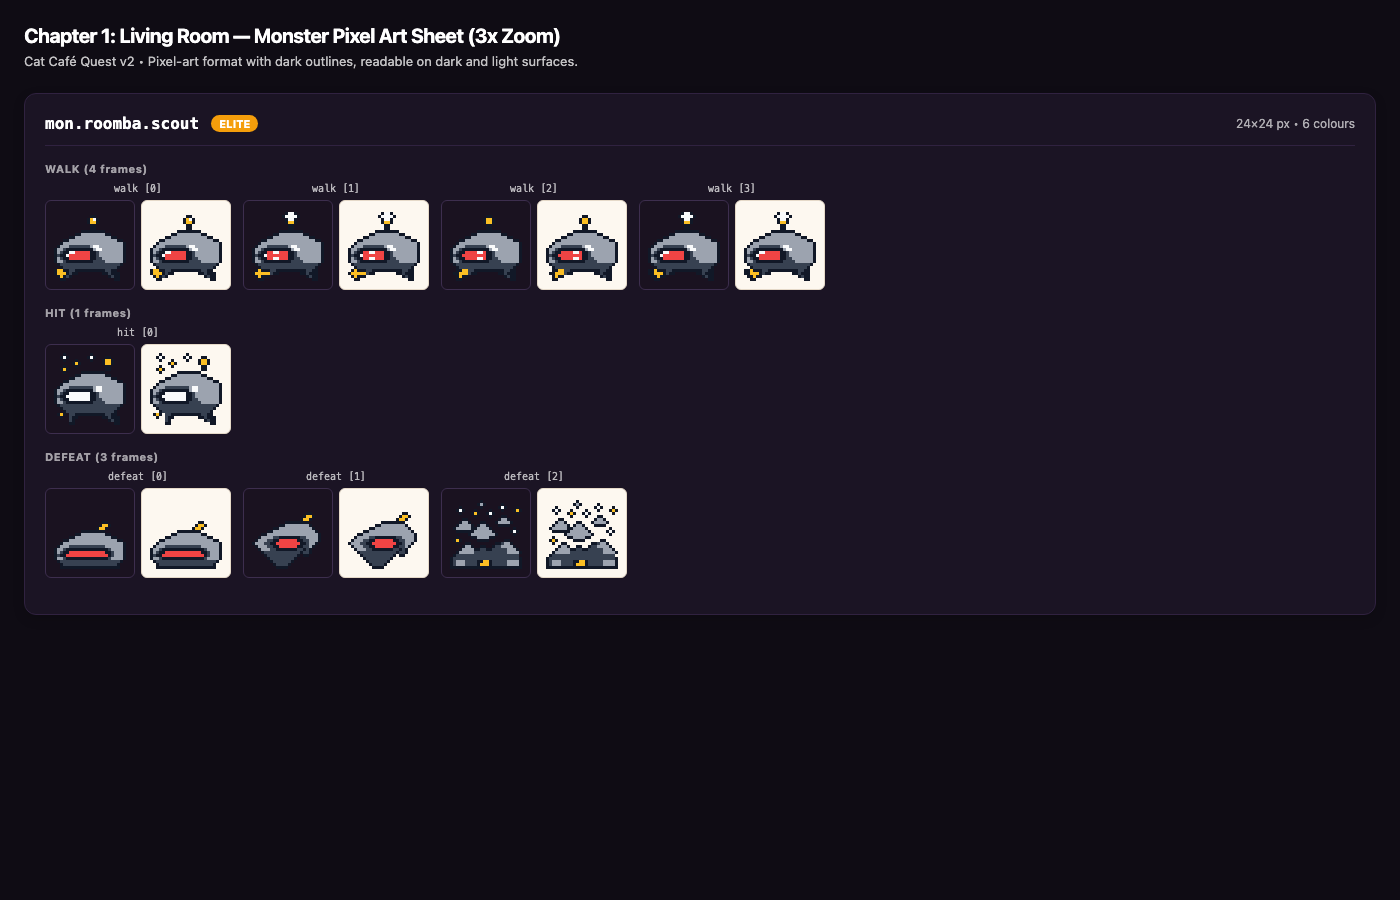 Chapter 1: Living Room — Monster Pixel Art Sheet (3x Zoom)
Cat Café Quest v2 • Pixel-art format with dark outlines, readable on dark and light surfaces.
mon.roomba.scout ELITE 24×24 px • 6 colours
WALK (4 frames)
walk [0] walk [1] walk [2] walk [3]
HIT (1 frames)
hit [0]
DEFEAT (3 frames)
defeat [0] defeat [1] defeat [2]